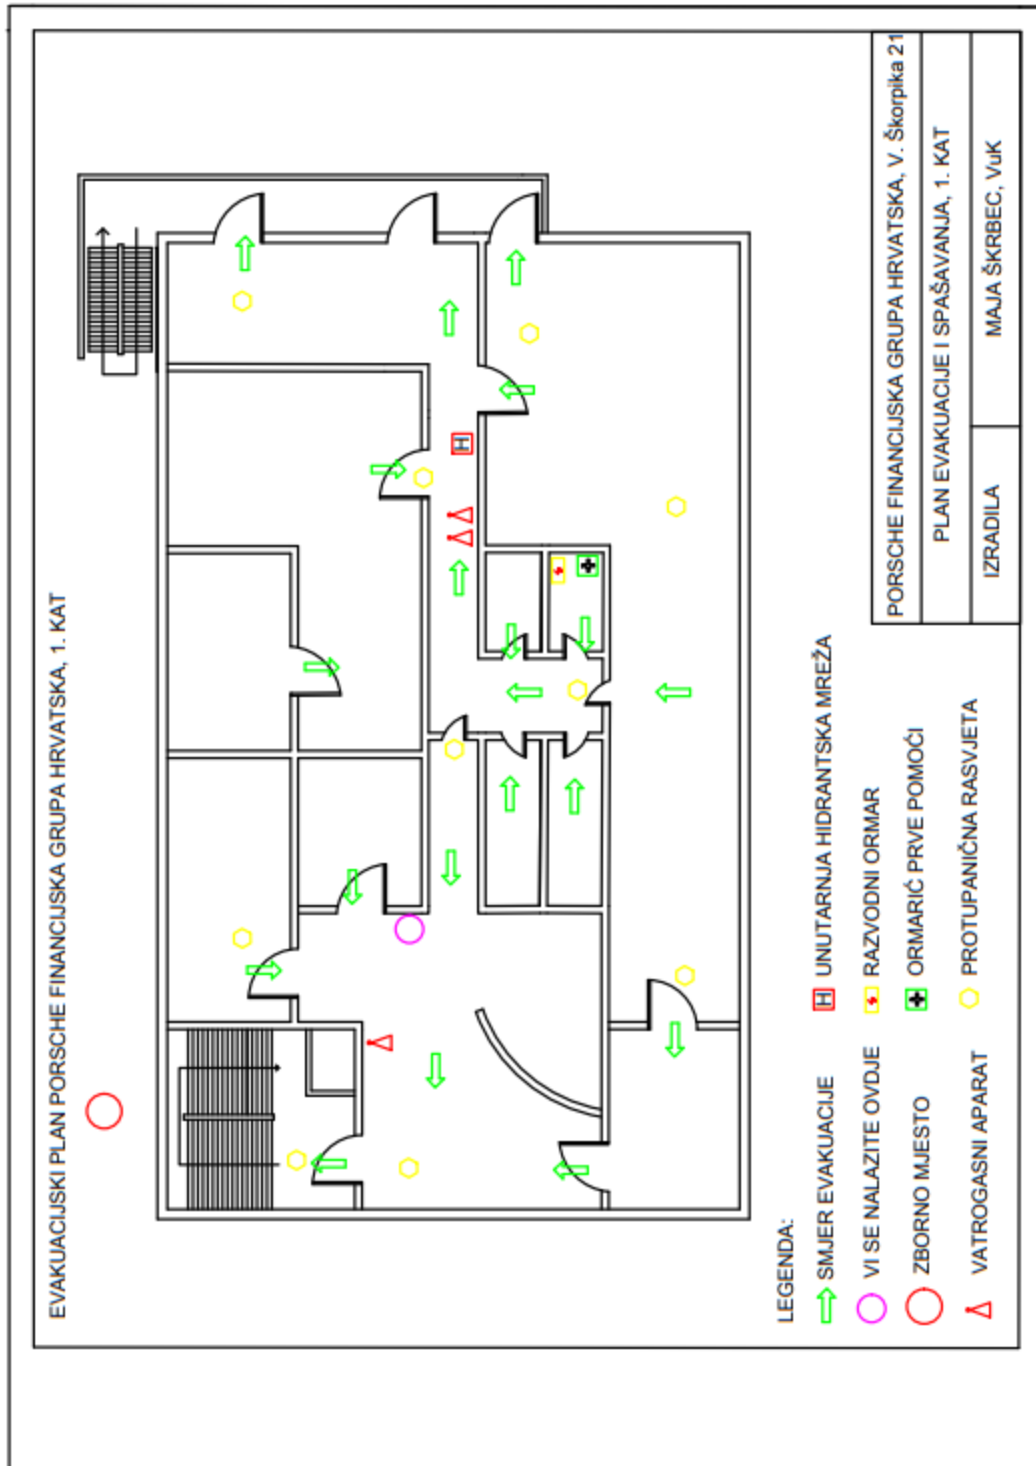 EVAKUACIJSKI PLAN PORSCHE FINANCIJSKA GRUPA HRVATSKA, 1. KAT
H
LEGENDA:
SMJER EVAKUACIJE
VI SE NALAZITE OVDJE
ZBORNO MJESTO
VATROGASNI APARAT
H UNUTARNJA HIDRANTSKA MREŽA
RAZVODNI ORMAR
ORMARIĆ PRVE POMOĆI
PROTUPANIČNA RASVJETA
PORSCHE FINANCIJSKA GRUPA HRVATSKA, V. Škorpika 21
PLAN EVAKUACIJE I SPAŠAVANJA, 1. KAT
IZRADILA
MAJA ŠKRBEC, VuK